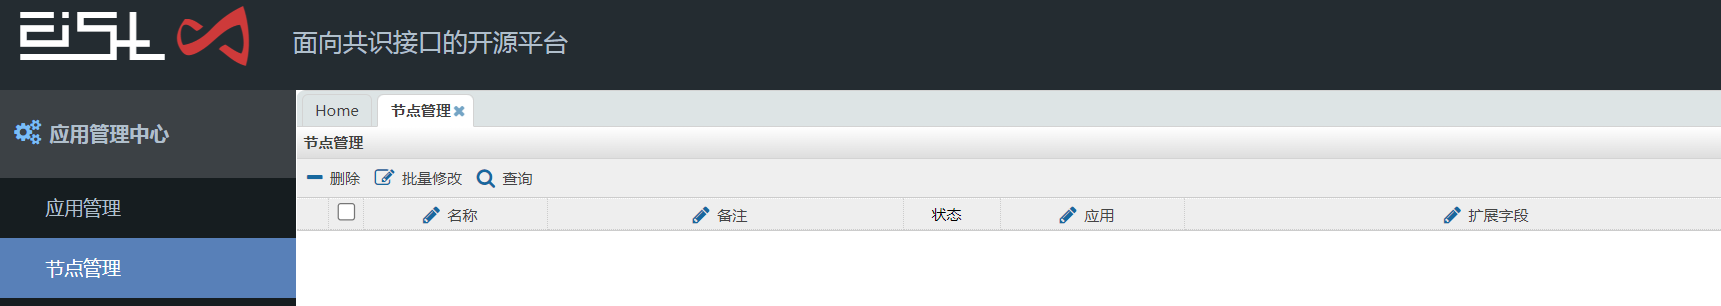 面向共识接口的开源平台
应用管理中心
应用管理
节点管理
Home 节点管理
节点管理
删除 批量修改 查询
名称 备注 状态 应用 扩展字段